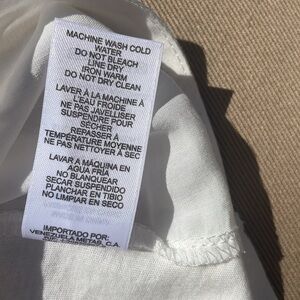 MACHINE WASH COLD
WATER
DO NOT BLEACH
LINE DRY
IRON WARM
DO NOT DRY CLEAN
LAVER À LA MACHINE À
L'EAU FROIDE
NE PAS JAVELLISER
SUSPENDRE POUR
SÉCHER
REPASSER À
TEMPÉRATURE MOYENNE
NE PAS NETTOYER À SEC
LAVAR A MÁQUINA EN
AGUA FRÍA
NO BLANQUEAR
SECAR SUSPENDIDO
PLANCHAR EN TIBIO
NO LIMPIAR EN SECO
IMPORTADO POR:
VENEZUELA METAS, C.A.